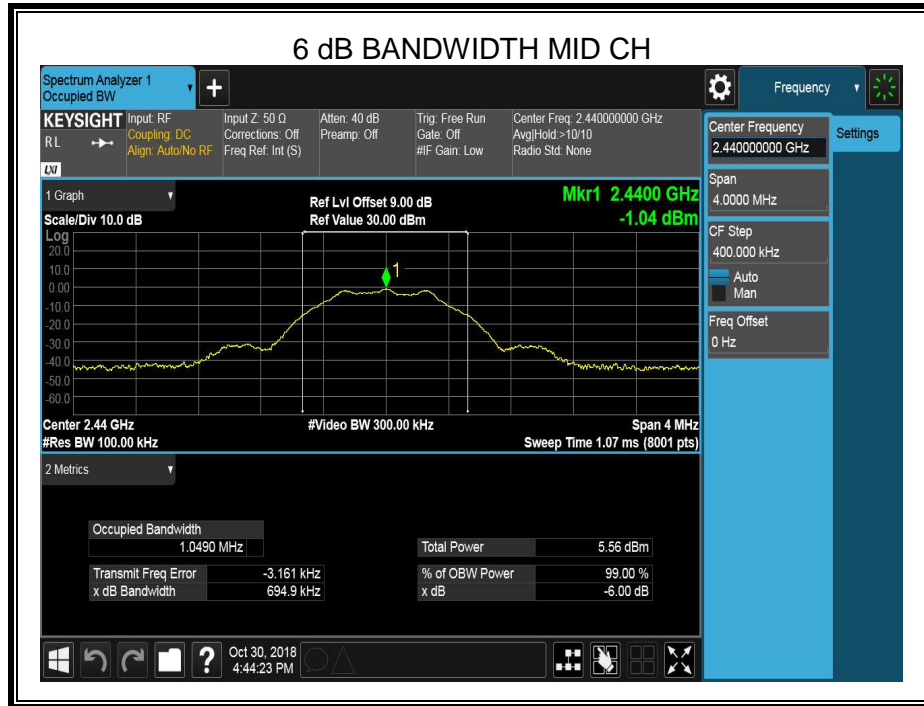 6 dB BANDWIDTH MID CH
Spectrum Analyzer 1
Occupied BW
+
Frequency
KEYSIGHT
RL
LXI
Input: RF
Coupling: DC
Align: Auto/No RF
Input Z: 50 Ω
Corrections: Off
Freq Ref: Int (S)
Atten: 40 dB
Preamp: Off
Trig: Free Run
Gate: Off
#IF Gain: Low
Center Freq: 2.440000000 GHz
Avg|Hold:>10/10
Radio Std: None
Center Frequency
2.440000000 GHz
Settings
Span
4.0000 MHz
CF Step
400.000 kHz
Auto
Man
Freq Offset
0 Hz
1 Graph
Scale/Div 10.0 dB
Ref Lvl Offset 9.00 dB
Ref Value 30.00 dBm
Mkr1 2.4400 GHz
-1.04 dBm
Log
20.0
10.0
0.00
-10.0
-20.0
-30.0
-40.0
-50.0
-60.0
1
Center 2.44 GHz
#Video BW 300.00 kHz
Span 4 MHz
#Res BW 100.00 kHz
Sweep Time 1.07 ms (8001 pts)
2 Metrics
Occupied Bandwidth
1.0490 MHz
Total Power 5.56 dBm
Transmit Freq Error -3.161 kHz
% of OBW Power 99.00 %
x dB Bandwidth 694.9 kHz
x dB -6.00 dB
?
Oct 30, 2018
4:44:23 PM